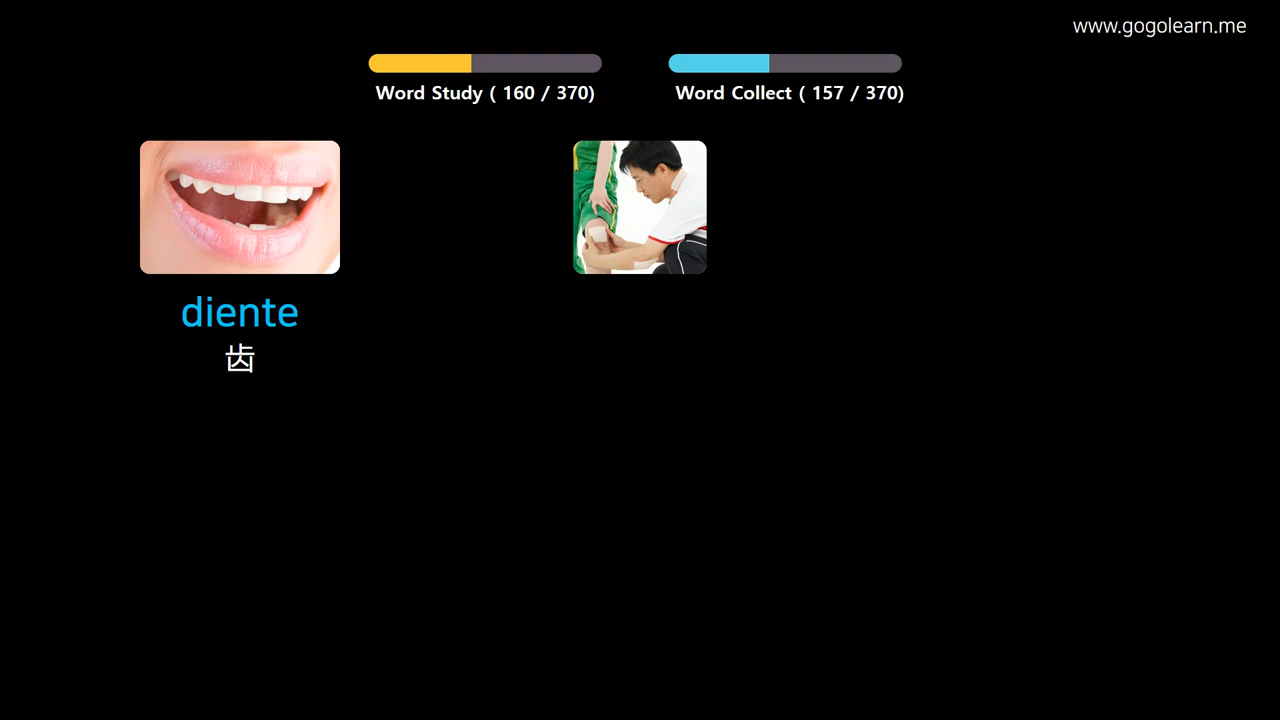 www.gogolearn.me
Word Study ( 160 / 370)
Word Collect ( 157 / 370)
diente
齿